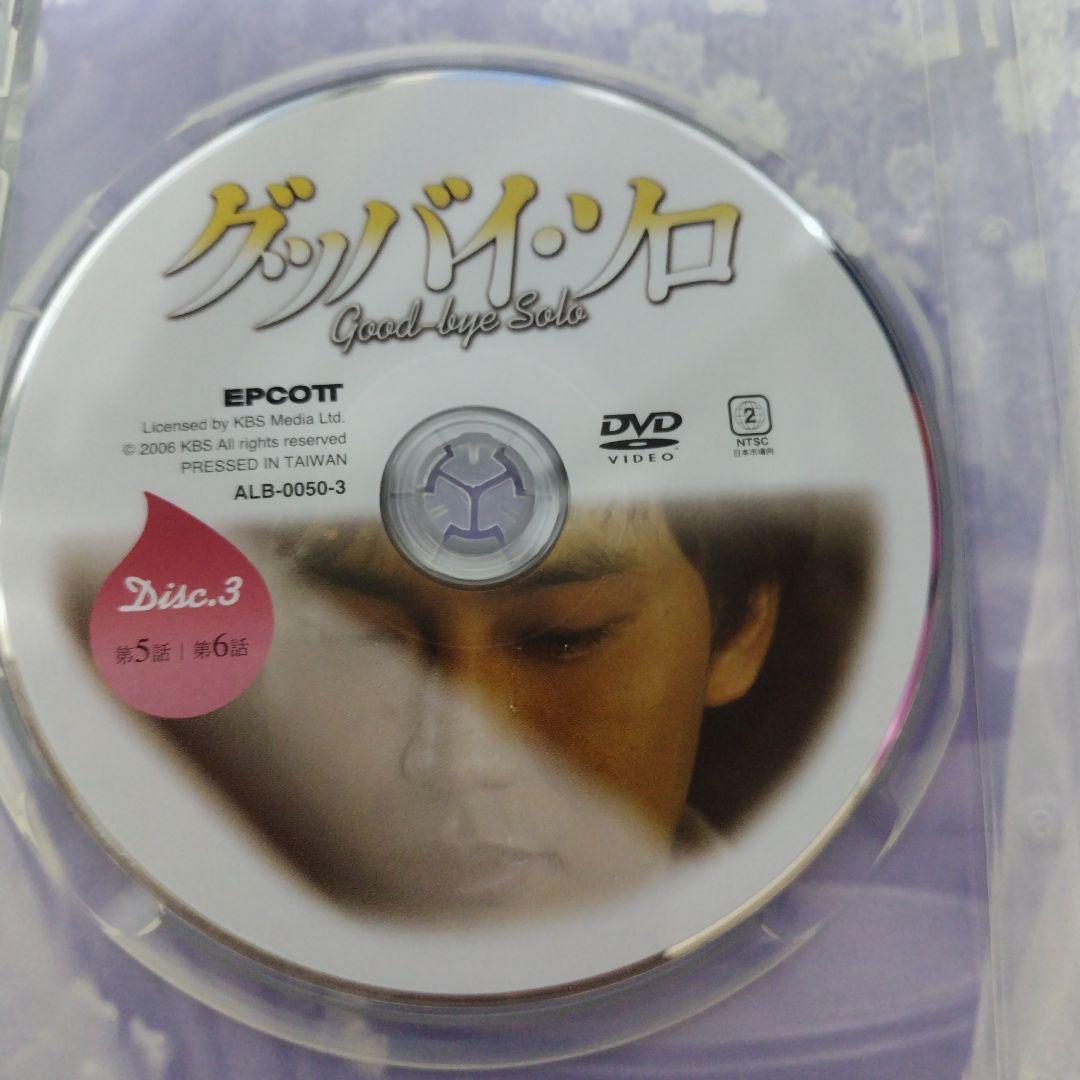 グッバイ・ソロ
Good-bye Solo
EPCOTT
Licensed by KBS Media Ltd.
© 2006 KBS All rights reserved
PRESSED IN TAIWAN
ALB-0050-3
DVD
VIDEO
2
NTSC
日本市場向
Disc.3
第5話 | 第6話